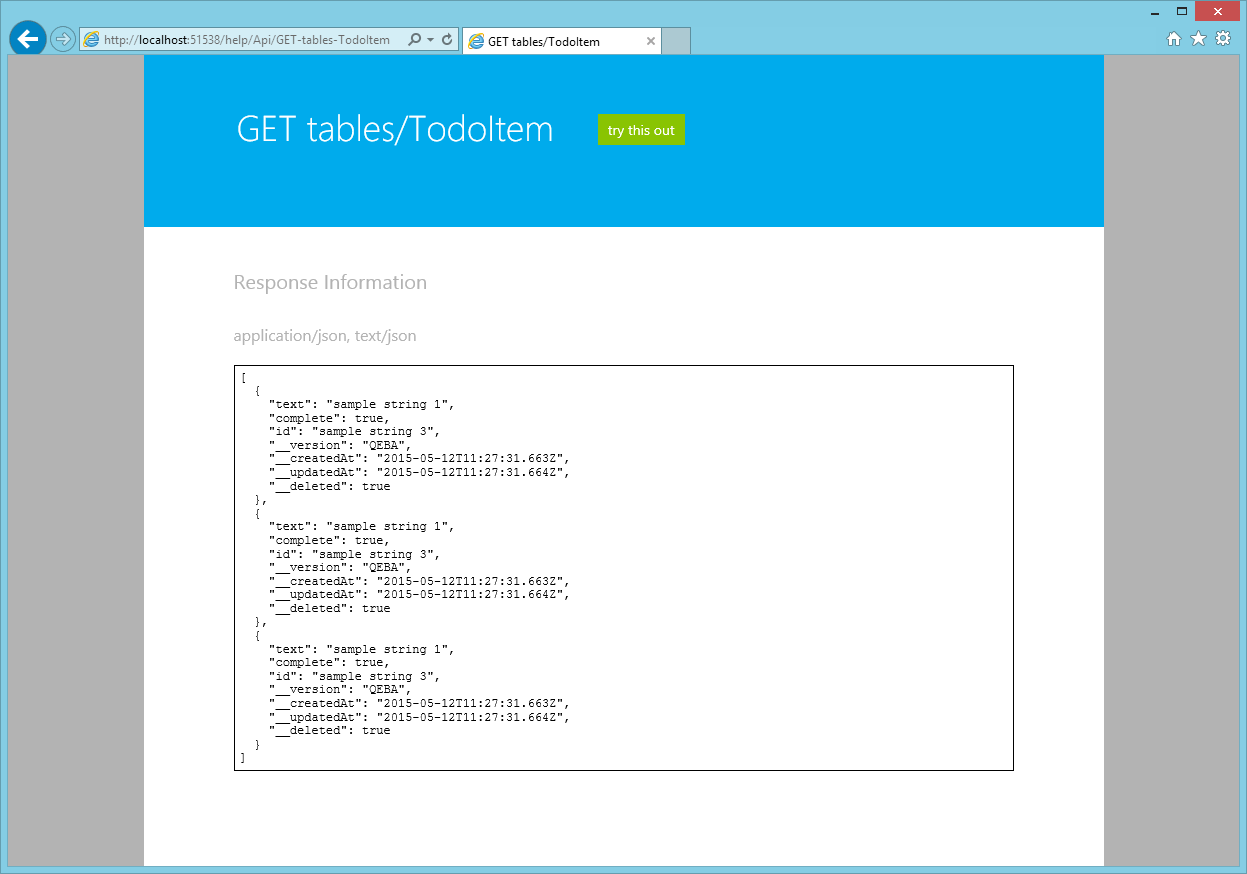 http://localhost:51538/help/Api/GET-tables-TodoItem
GET tables/TodoItem
GET tables/TodoItem
try this out
Response Information
application/json, text/json
[
  {
    "text": "sample string 1",
    "complete": true,
    "id": "sample string 3",
    "__version": "QEBA",
    "__createdAt": "2015-05-12T11:27:31.663Z",
    "__updatedAt": "2015-05-12T11:27:31.664Z",
    "__deleted": true
  },
  {
    "text": "sample string 1",
    "complete": true,
    "id": "sample string 3",
    "__version": "QEBA",
    "__createdAt": "2015-05-12T11:27:31.663Z",
    "__updatedAt": "2015-05-12T11:27:31.664Z",
    "__deleted": true
  },
  {
    "text": "sample string 1",
    "complete": true,
    "id": "sample string 3",
    "__version": "QEBA",
    "__createdAt": "2015-05-12T11:27:31.663Z",
    "__updatedAt": "2015-05-12T11:27:31.664Z",
    "__deleted": true
  }
]